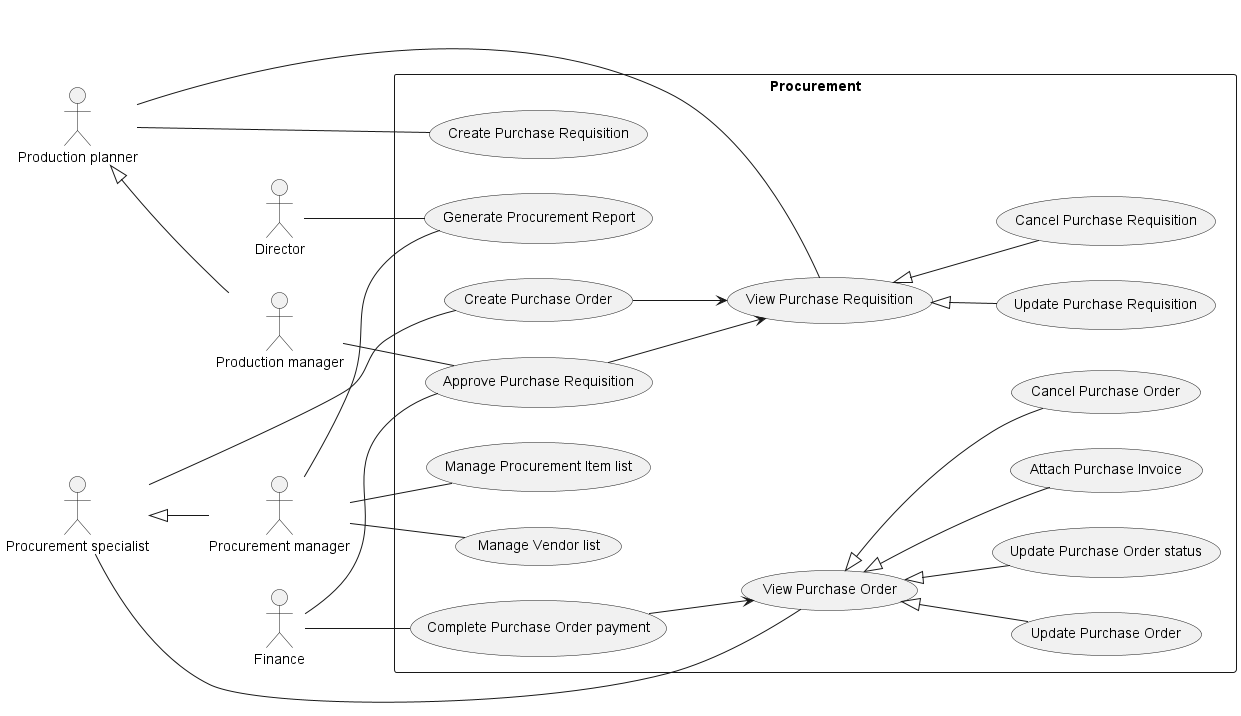 Procurement
Production planner
Create Purchase Requisition
Director
Generate Procurement Report
Cancel Purchase Requisition
Create Purchase Order
View Purchase Requisition
Update Purchase Requisition
Production manager
Approve Purchase Requisition
Cancel Purchase Order
Manage Procurement Item list
Attach Purchase Invoice
Procurement specialist
Procurement manager
Manage Vendor list
Update Purchase Order status
View Purchase Order
Finance
Complete Purchase Order payment
Update Purchase Order